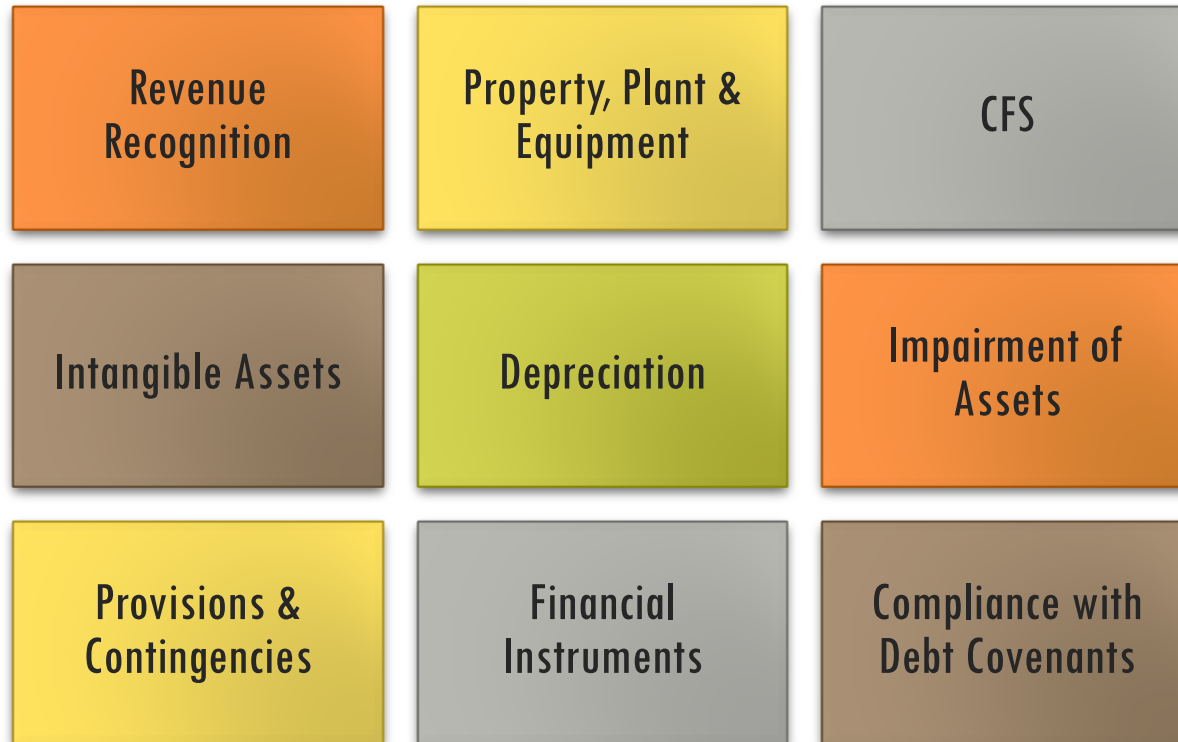 Revenue
Recognition
Property, Plant &
Equipment
CFS
Intangible Assets
Depreciation
Impairment of
Assets
Provisions &
Contingencies
Financial
Instruments
Compliance with
Debt Covenants